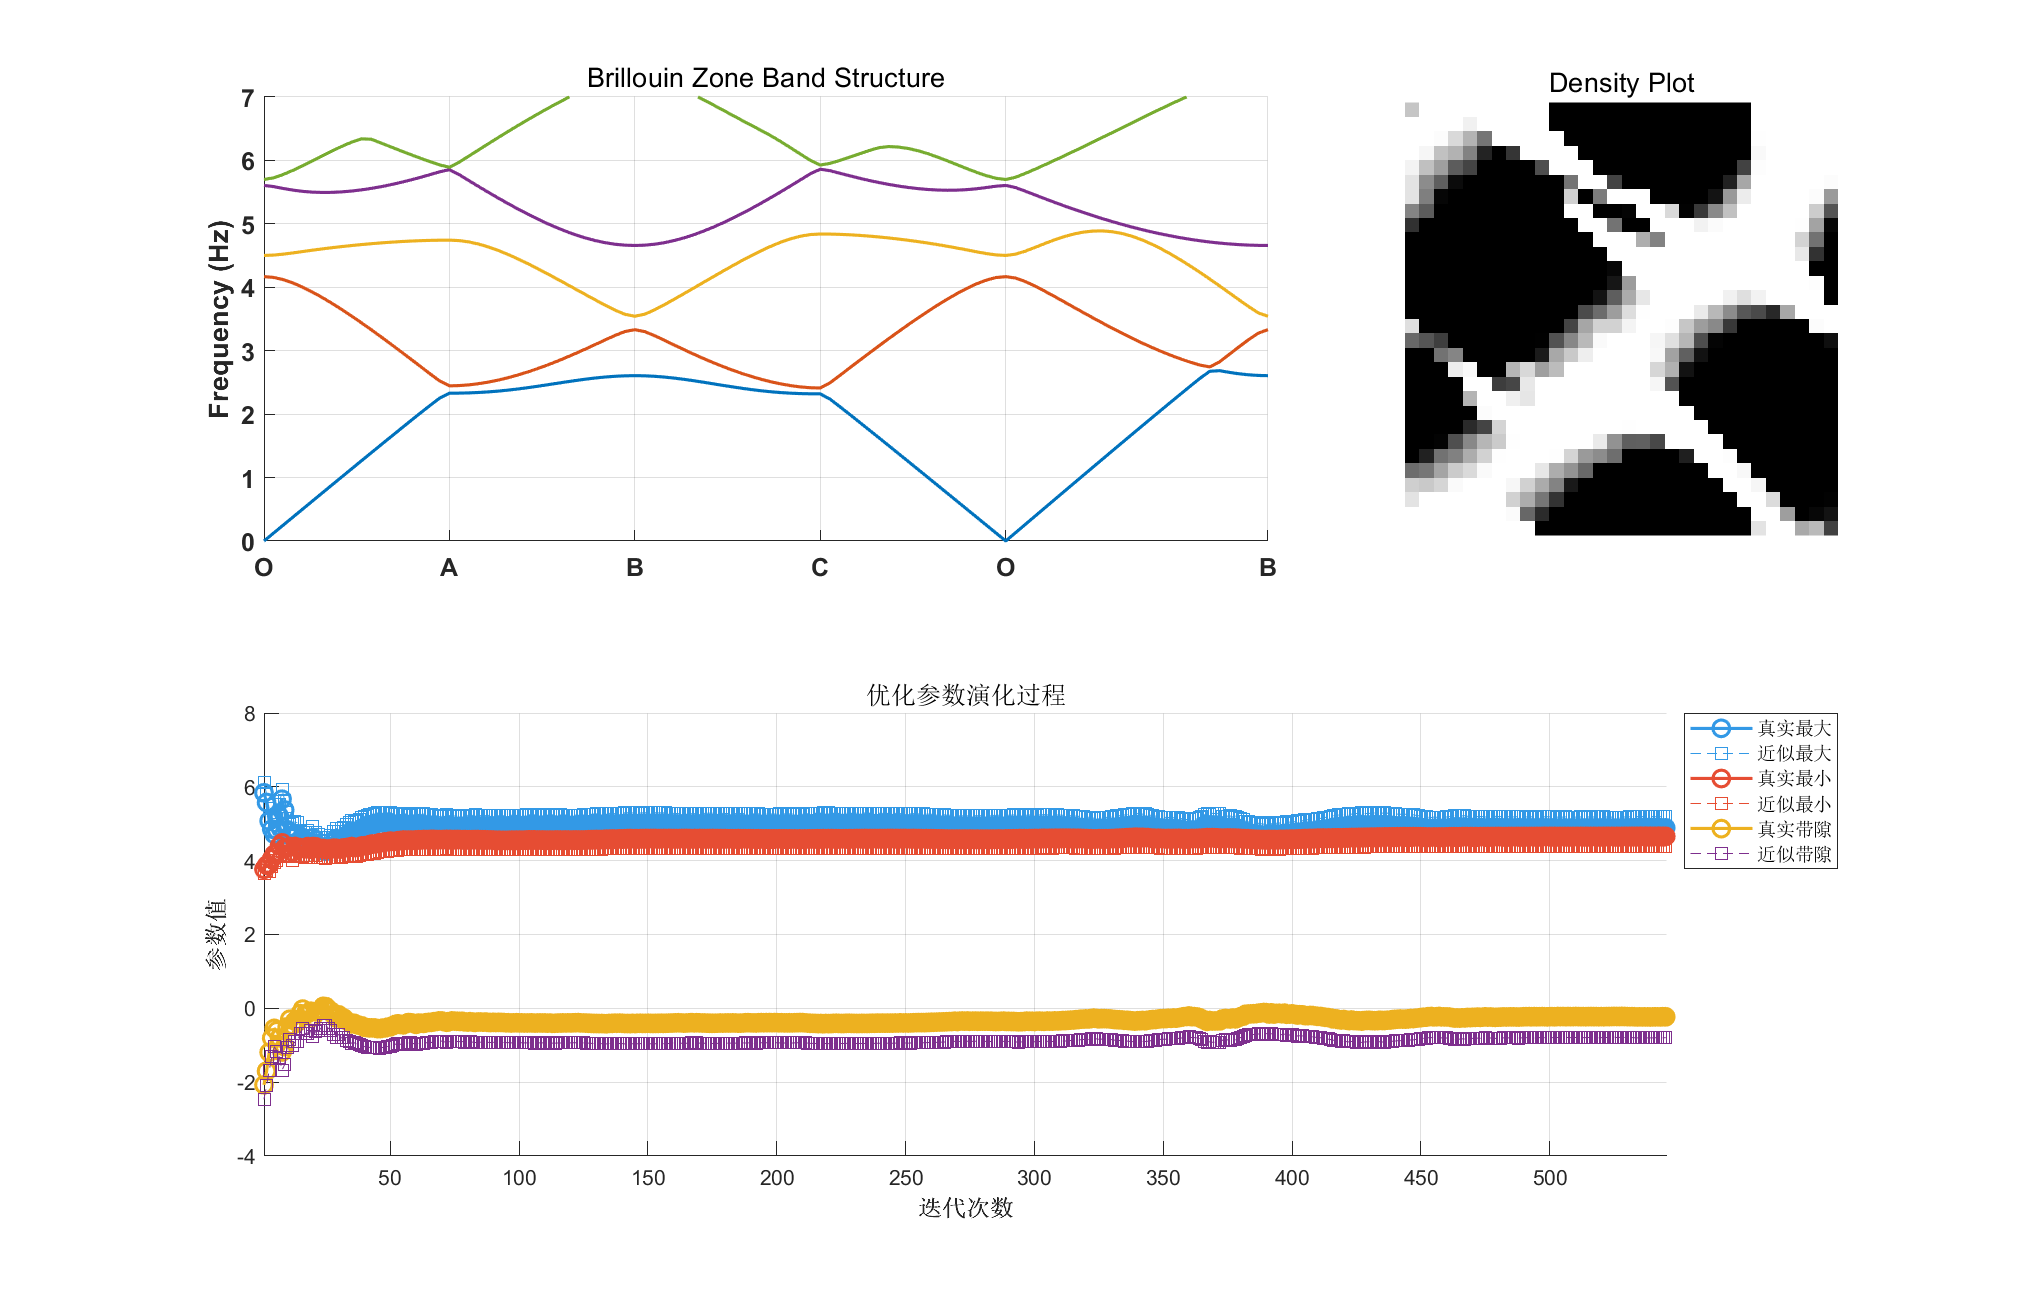 Brillouin Zone Band Structure
7
6
5
4
3
2
1
0
Frequency (Hz)
O A B C O B
Density Plot
优化参数演化过程
8
6
4
2
0
-2
-4
参数值
50 100 150 200 250 300 350 400 450 500
迭代次数
真实最大
近似最大
真实最小
近似最小
真实带隙
近似带隙